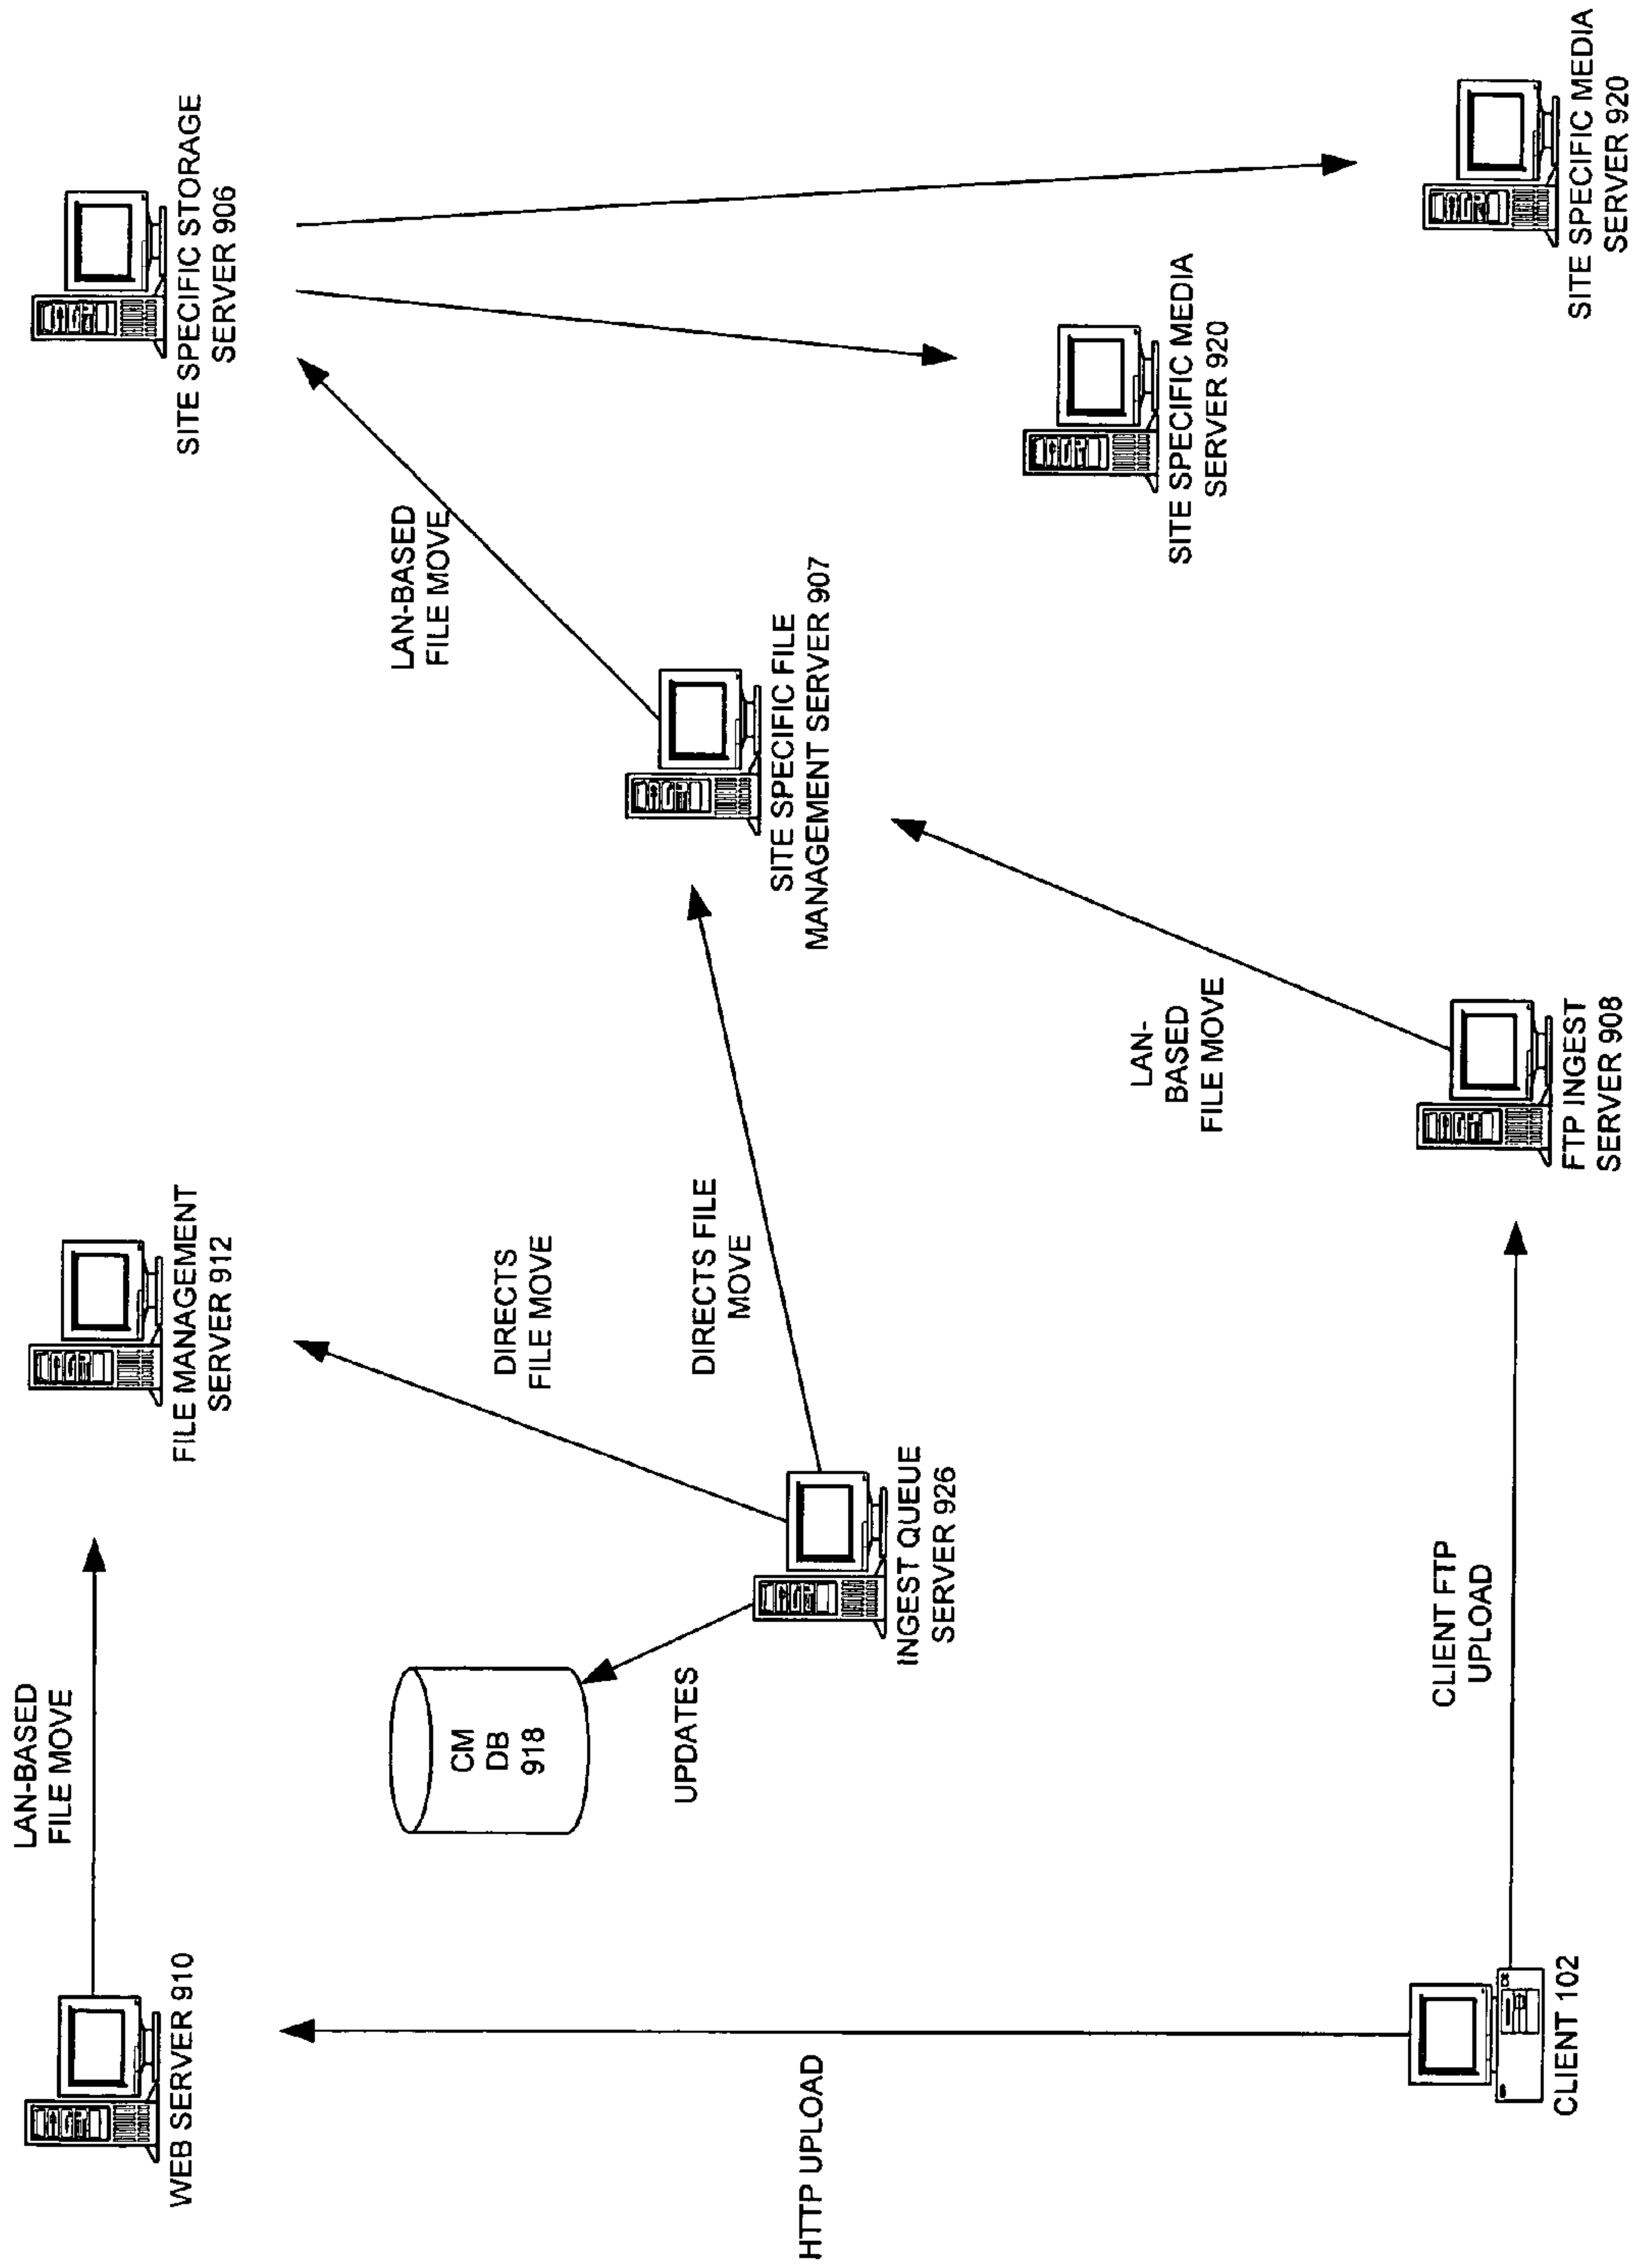 LAN-BASED
FILE MOVE
WEB SERVER 910
FILE MANAGEMENT
SERVER 912
SITE SPECIFIC STORAGE
SERVER 906
CM
DB
918
UPDATES
DIRECTS
FILE MOVE
DIRECTS FILE
MOVE
LAN-BASED
FILE MOVE
INGEST QUEUE
SERVER 926
SITE SPECIFIC FILE
MANAGEMENT SERVER 907
HTTP UPLOAD
LAN-
BASED
FILE MOVE
SITE SPECIFIC MEDIA
SERVER 920
CLIENT FTP
UPLOAD
CLIENT 102
FTP INGEST
SERVER 908
SITE SPECIFIC MEDIA
SERVER 920